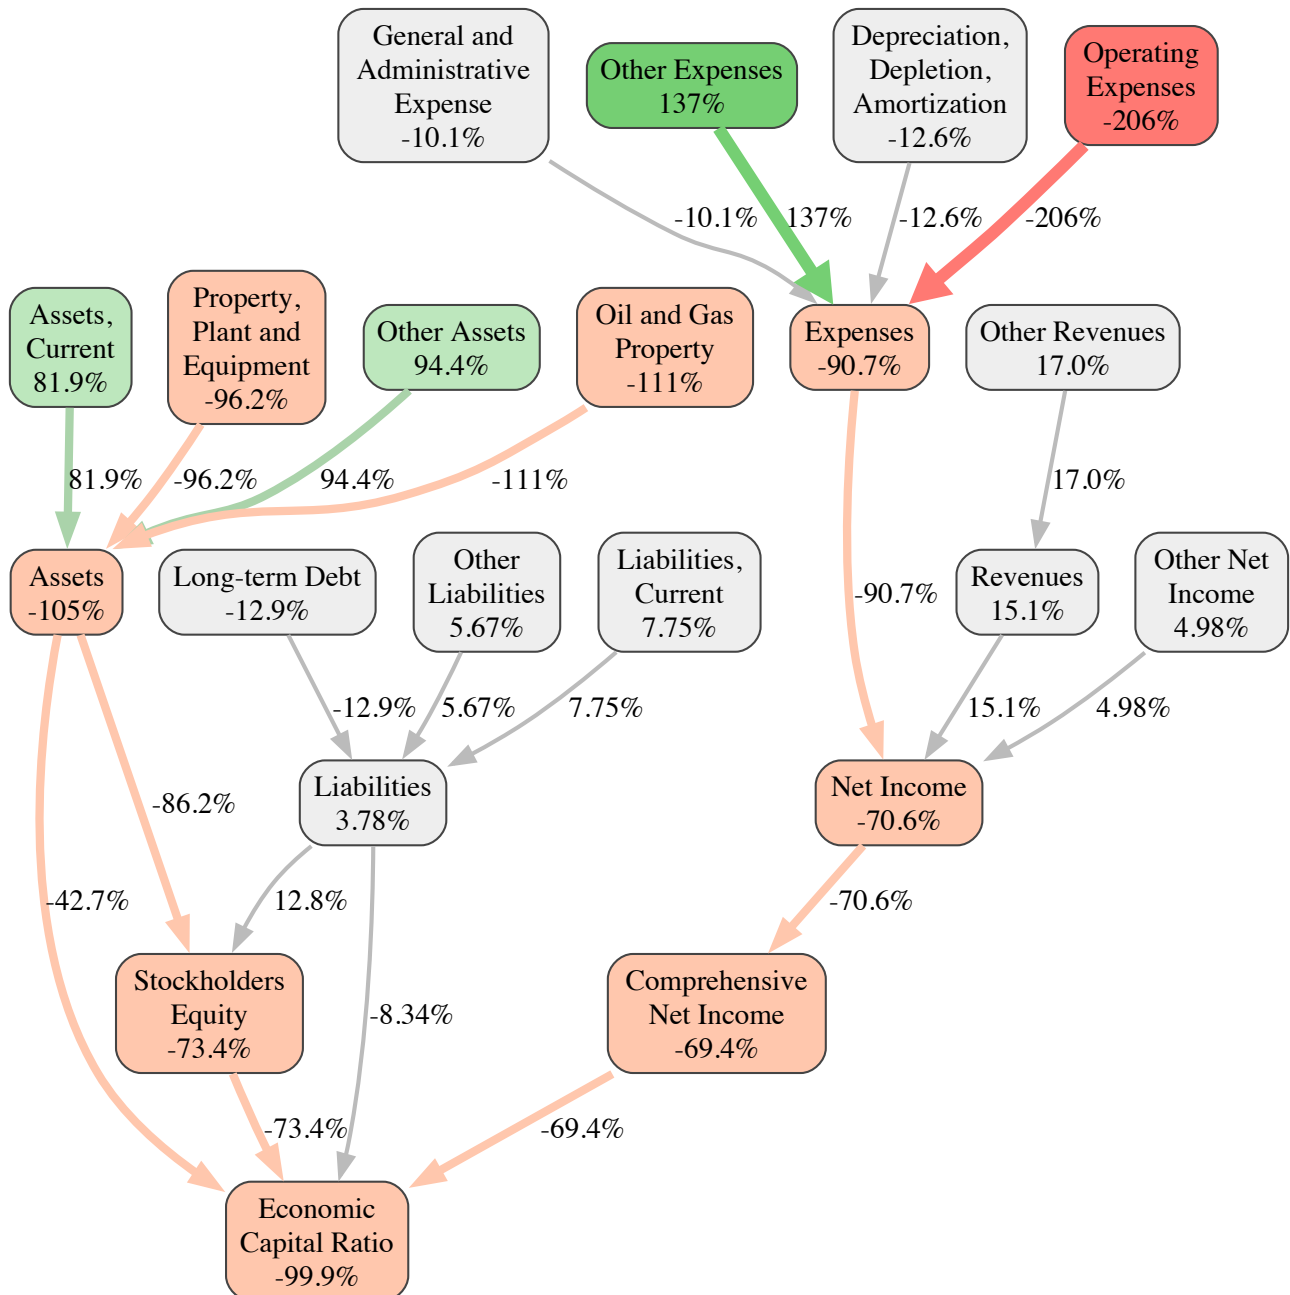 General and
Administrative
Expense
-10.1%
Other Expenses
137%
Depreciation,
Depletion,
Amortization
-12.6%
Operating
Expenses
-206%
-10.1%
137%
-12.6%
-206%
Assets,
Current
81.9%
Property,
Plant and
Equipment
-96.2%
Other Assets
94.4%
Oil and Gas
Property
-111%
Expenses
-90.7%
Other Revenues
17.0%
81.9%
-96.2%
94.4%
-111%
-90.7%
17.0%
Assets
-105%
Long-term Debt
-12.9%
Other
Liabilities
5.67%
Liabilities,
Current
7.75%
Revenues
15.1%
Other Net
Income
4.98%
-12.9%
5.67%
7.75%
15.1%
4.98%
-86.2%
Liabilities
3.78%
Net Income
-70.6%
-42.7%
12.8%
-70.6%
Stockholders
Equity
-73.4%
-8.34%
Comprehensive
Net Income
-69.4%
-73.4%
-69.4%
Economic
Capital Ratio
-99.9%